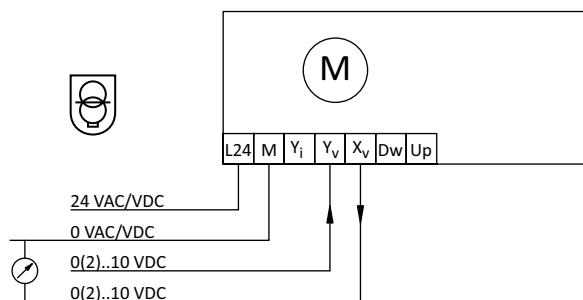 M
L24 M Yi Yv Xv Dw Up
24 VAC/VDC
0 VAC/VDC
0(2)..10 VDC
0(2)..10 VDC